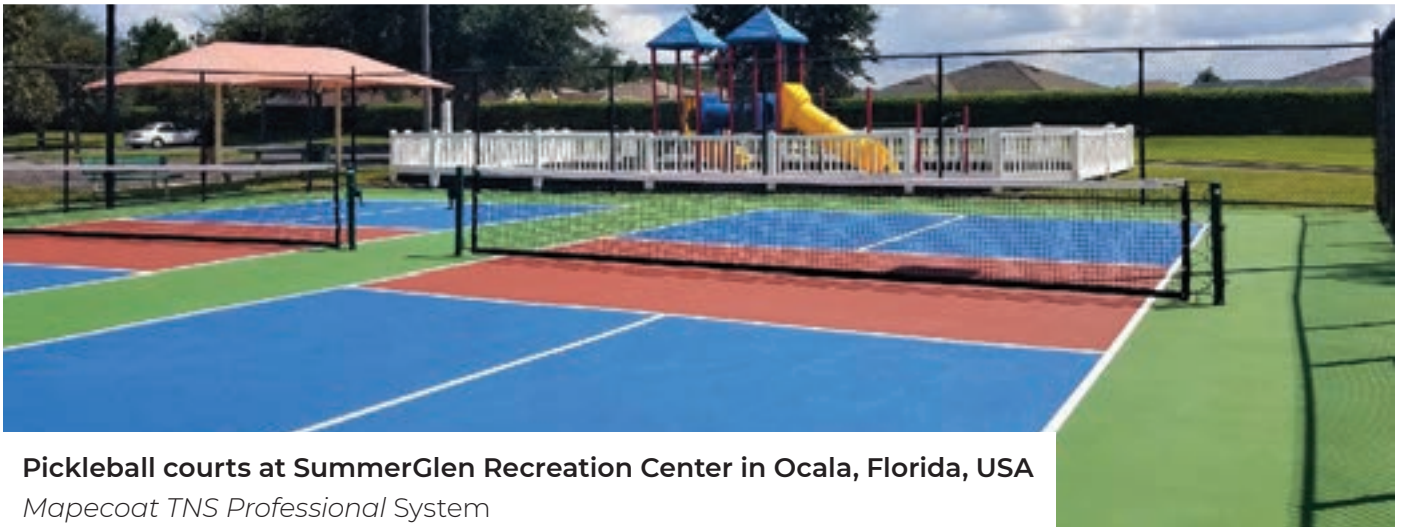 Pickleball courts at SummerGlen Recreation Center in Ocala, Florida, USA
Mapecoat TNS Professional System